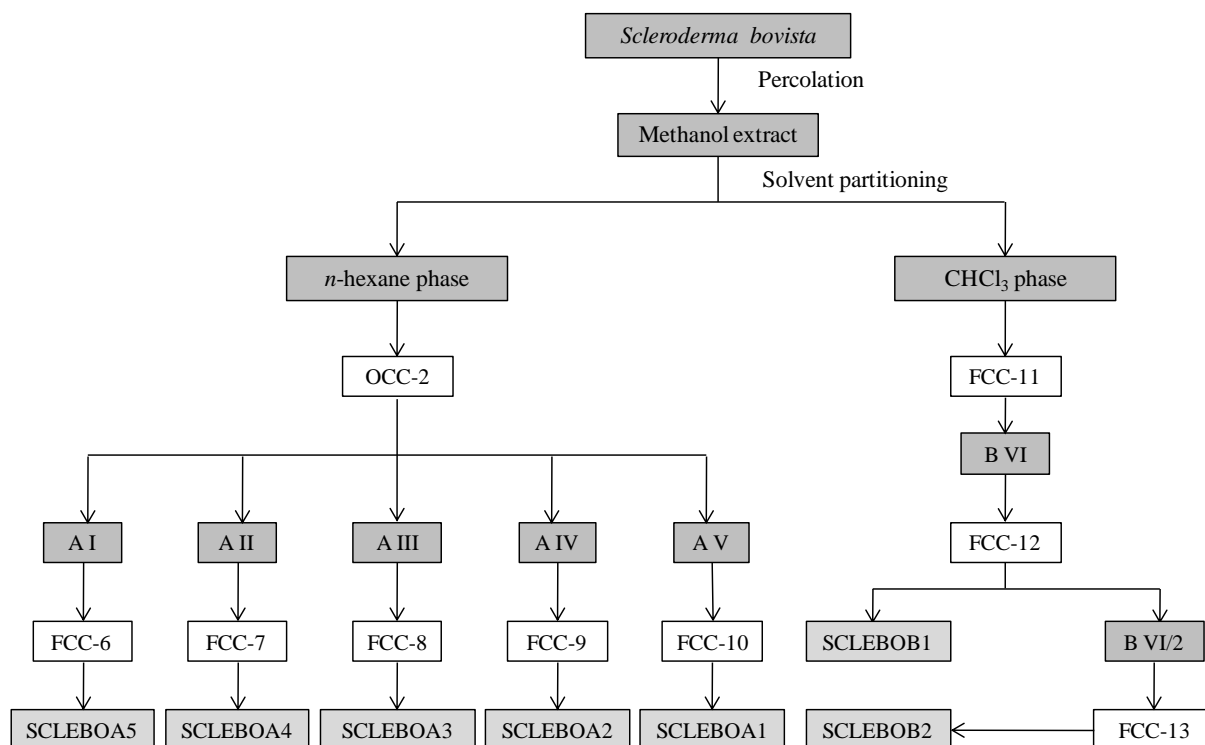 Scleroderma bovista
Percolation
Methanol extract
Solvent partitioning
n-hexane phase
CHCl₃ phase
OCC-2
FCC-11
B VI
A I
A II
A III
A IV
A V
FCC-12
FCC-6
FCC-7
FCC-8
FCC-9
FCC-10
SCLEBOB1
B VI/2
SCLEBOA5
SCLEBOA4
SCLEBOA3
SCLEBOA2
SCLEBOA1
SCLEBOB2
FCC-13